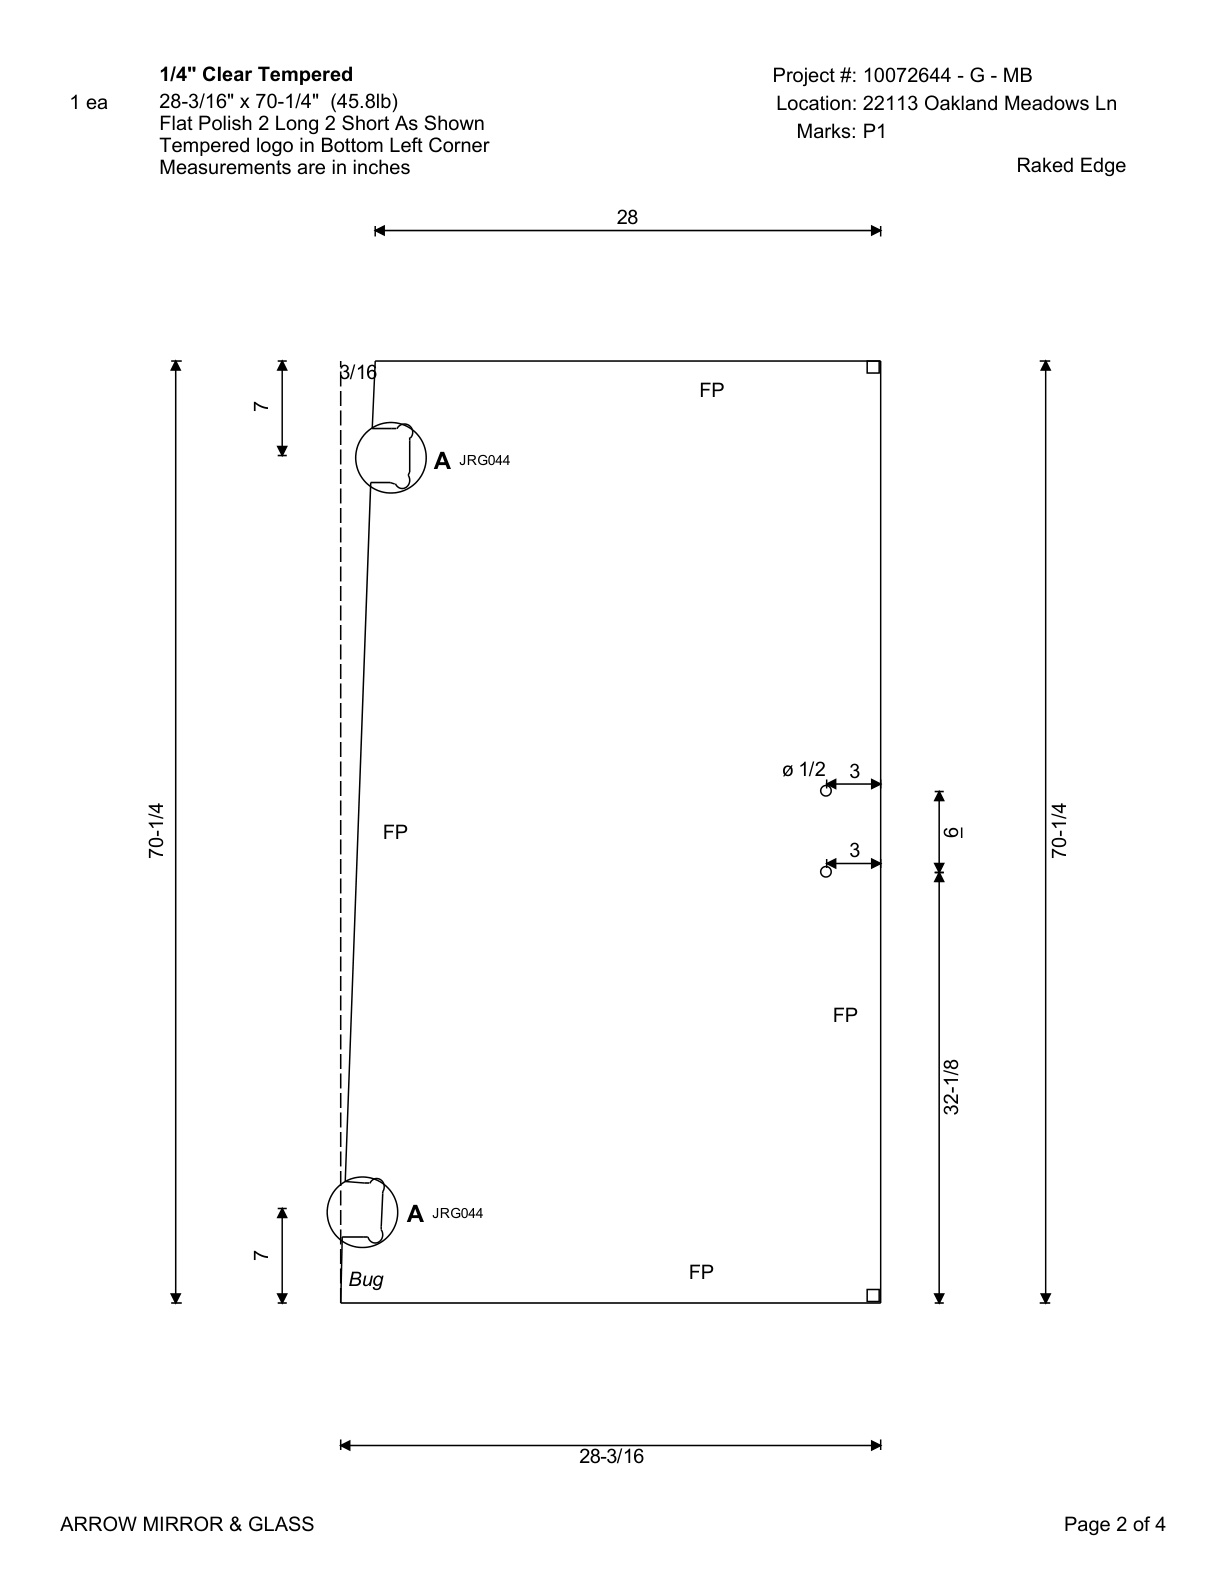 1/4" Clear Tempered
1 ea
28-3/16" x 70-1/4" (45.8lb)
Flat Polish 2 Long 2 Short As Shown
Tempered logo in Bottom Left Corner
Measurements are in inches
Project #: 10072644 - G - MB
Location: 22113 Oakland Meadows Ln
Marks: P1
Raked Edge
28
3/16
FP
7
A JRG044
ø 1/2
3
6
70-1/4
FP
70-1/4
3
FP
32-1/8
A JRG044
7
Bug
FP
28-3/16
ARROW MIRROR & GLASS
Page 2 of 4